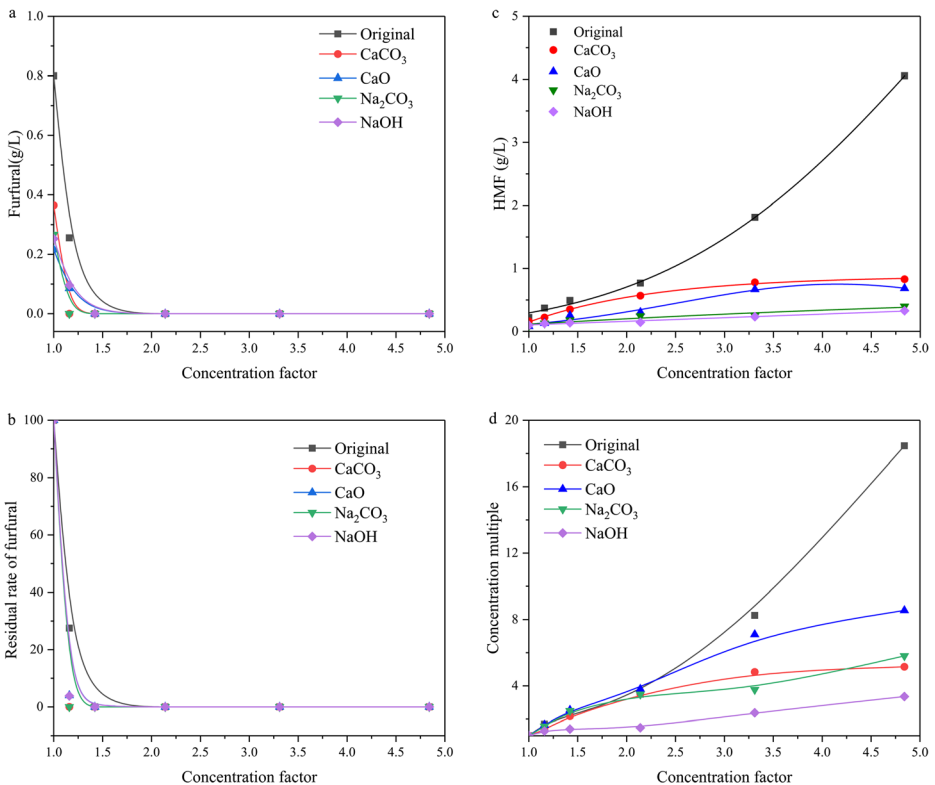 a
1.0
0.8
0.6
0.4
0.2
0.0
Furfural(g/L)
Original
CaCO3
CaO
Na2CO3
NaOH
1.0 1.5 2.0 2.5 3.0 3.5 4.0 4.5 5.0
Concentration factor
c
5
4
3
2
1
0
HMF (g/L)
Original
CaCO3
CaO
Na2CO3
NaOH
1.0 1.5 2.0 2.5 3.0 3.5 4.0 4.5 5.0
Concentration factor
b
100
80
60
40
20
0
Residual rate of furfural
Original
CaCO3
CaO
Na2CO3
NaOH
1.0 1.5 2.0 2.5 3.0 3.5 4.0 4.5 5.0
Concentration factor
d
20
16
12
8
4
Concentration multiple
Original
CaCO3
CaO
Na2CO3
NaOH
1.0 1.5 2.0 2.5 3.0 3.5 4.0 4.5 5.0
Concentration factor